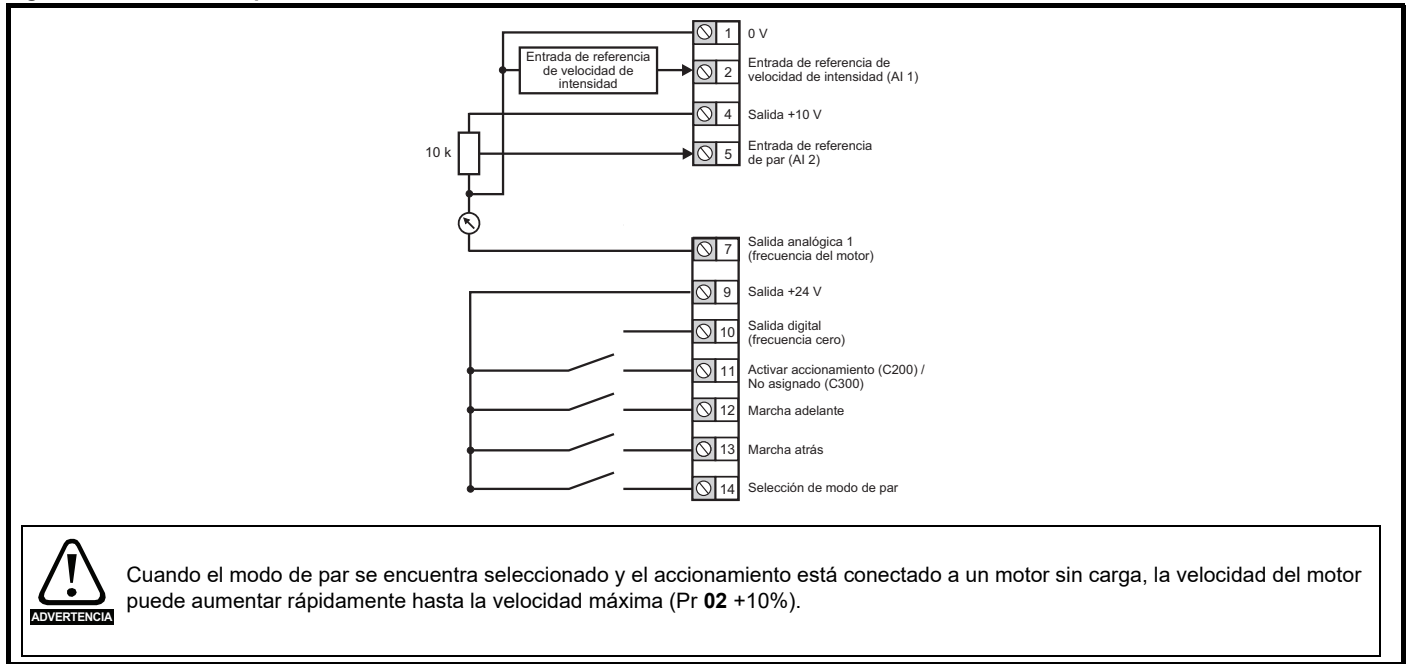 1 0 V
Entrada de referencia
de velocidad de
intensidad
2 Entrada de referencia de
velocidad de intensidad (AI 1)
4 Salida +10 V
10 k
5 Entrada de referencia
de par (AI 2)
7 Salida analógica 1
(frecuencia del motor)
9 Salida +24 V
10 Salida digital
(frecuencia cero)
11 Activar accionamiento (C200) /
No asignado (C300)
12 Marcha adelante
13 Marcha atrás
14 Selección de modo de par
ADVERTENCIA
Cuando el modo de par se encuentra seleccionado y el accionamiento está conectado a un motor sin carga, la velocidad del motor
puede aumentar rápidamente hasta la velocidad máxima (Pr 02 +10%).